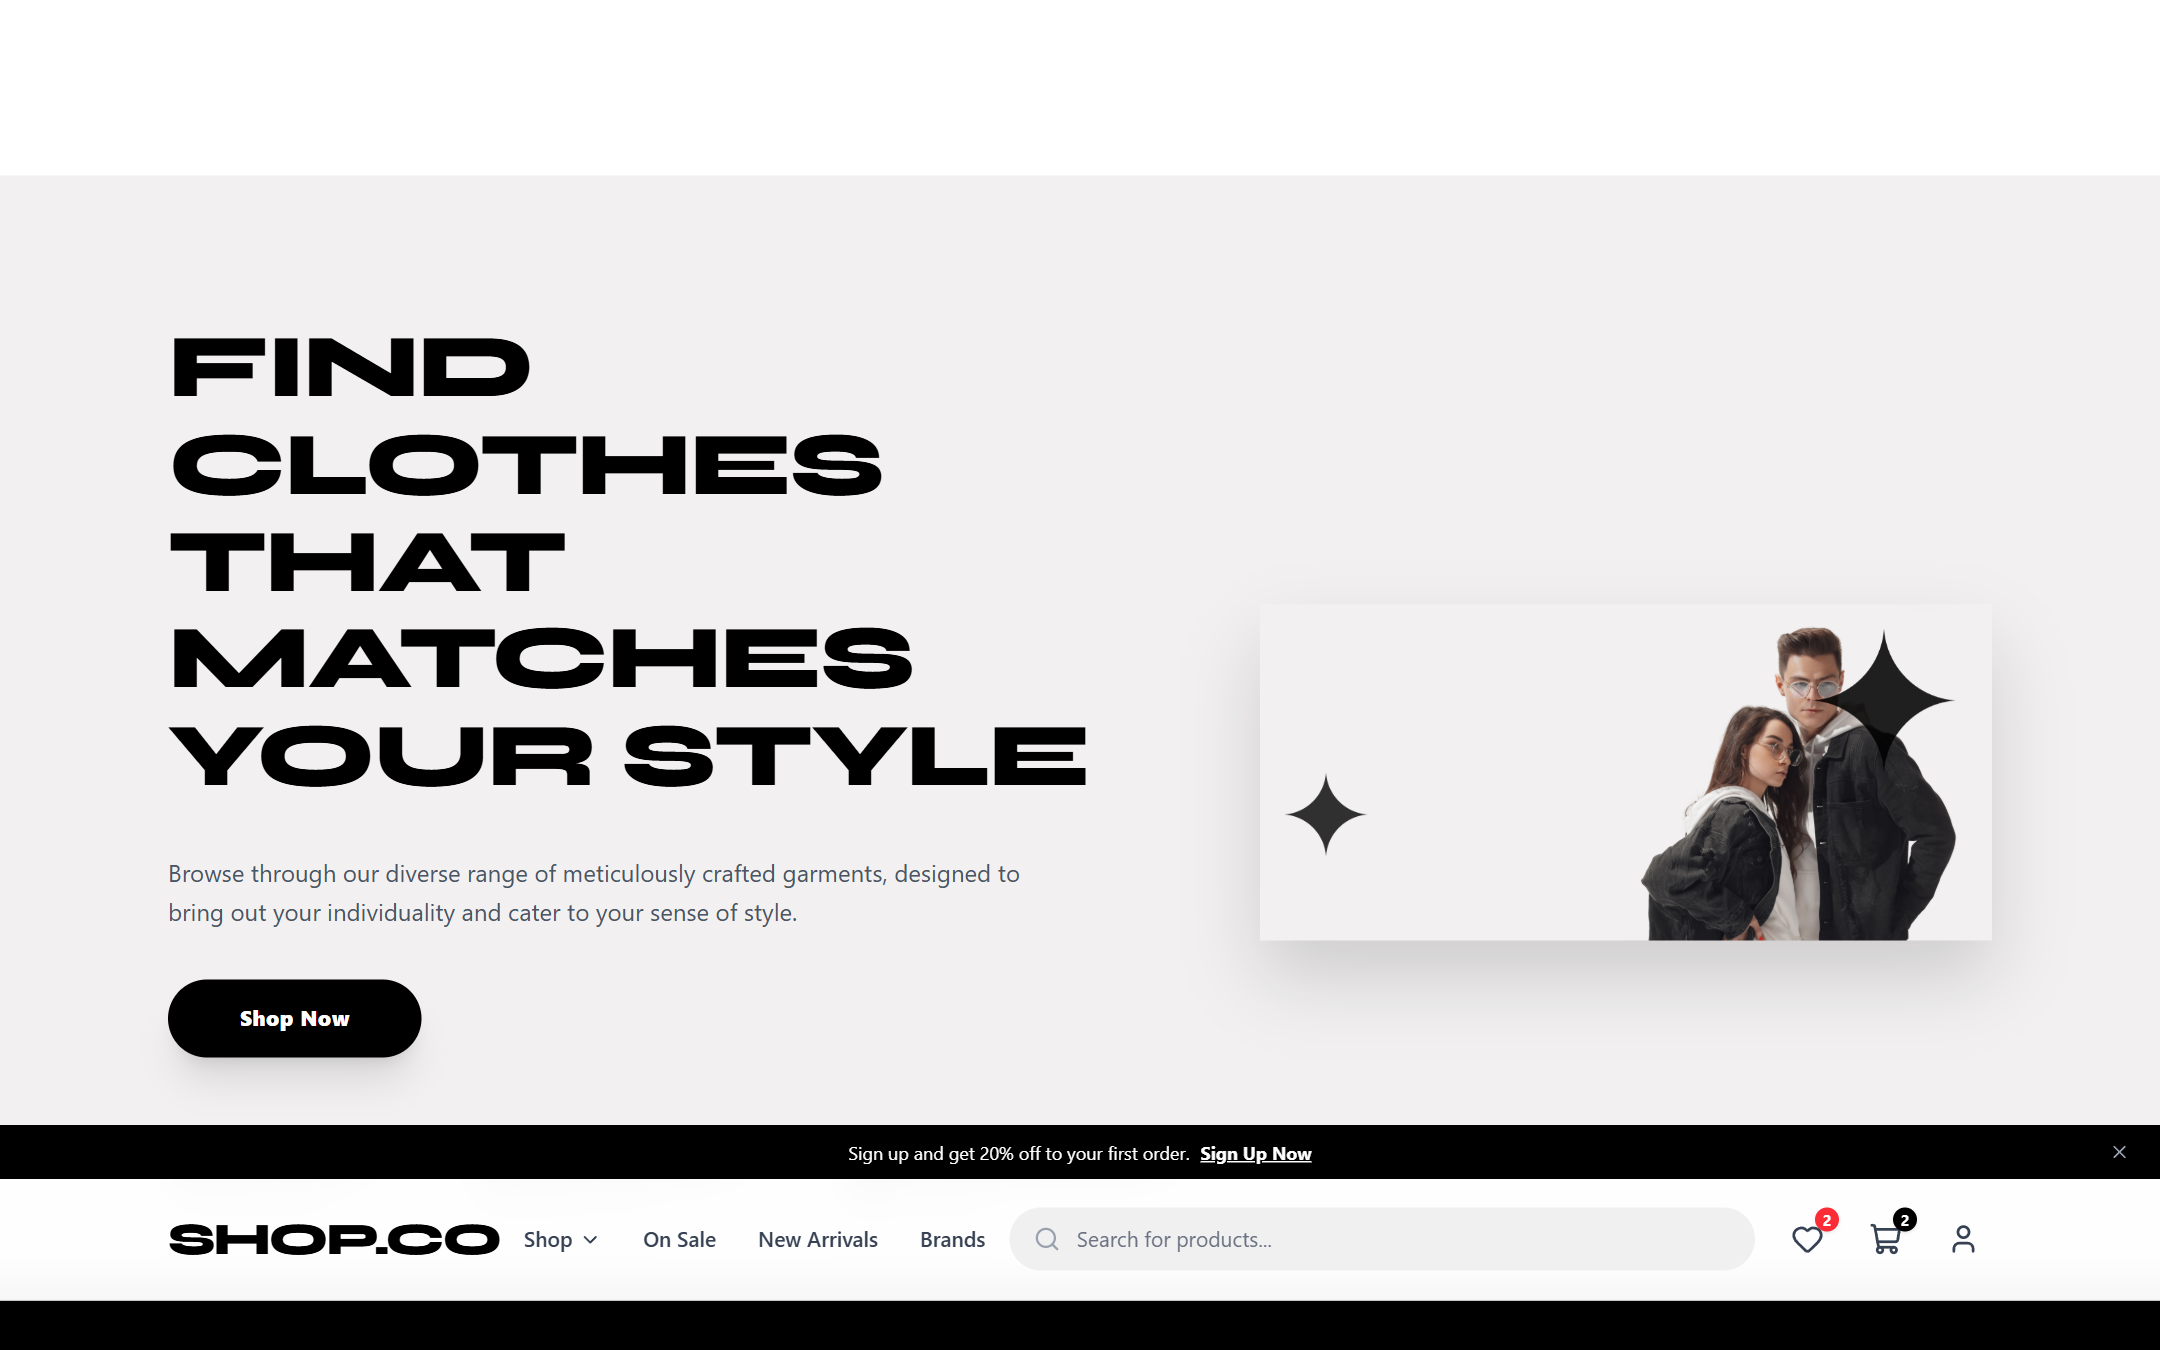 FIND
CLOTHES
THAT
MATCHES
YOUR STYLE
Browse through our diverse range of meticulously crafted garments, designed to
bring out your individuality and cater to your sense of style.
Shop Now
Sign up and get 20% off to your first order. Sign Up Now
SHOP.CO Shop On Sale New Arrivals Brands Search for products... 2 2